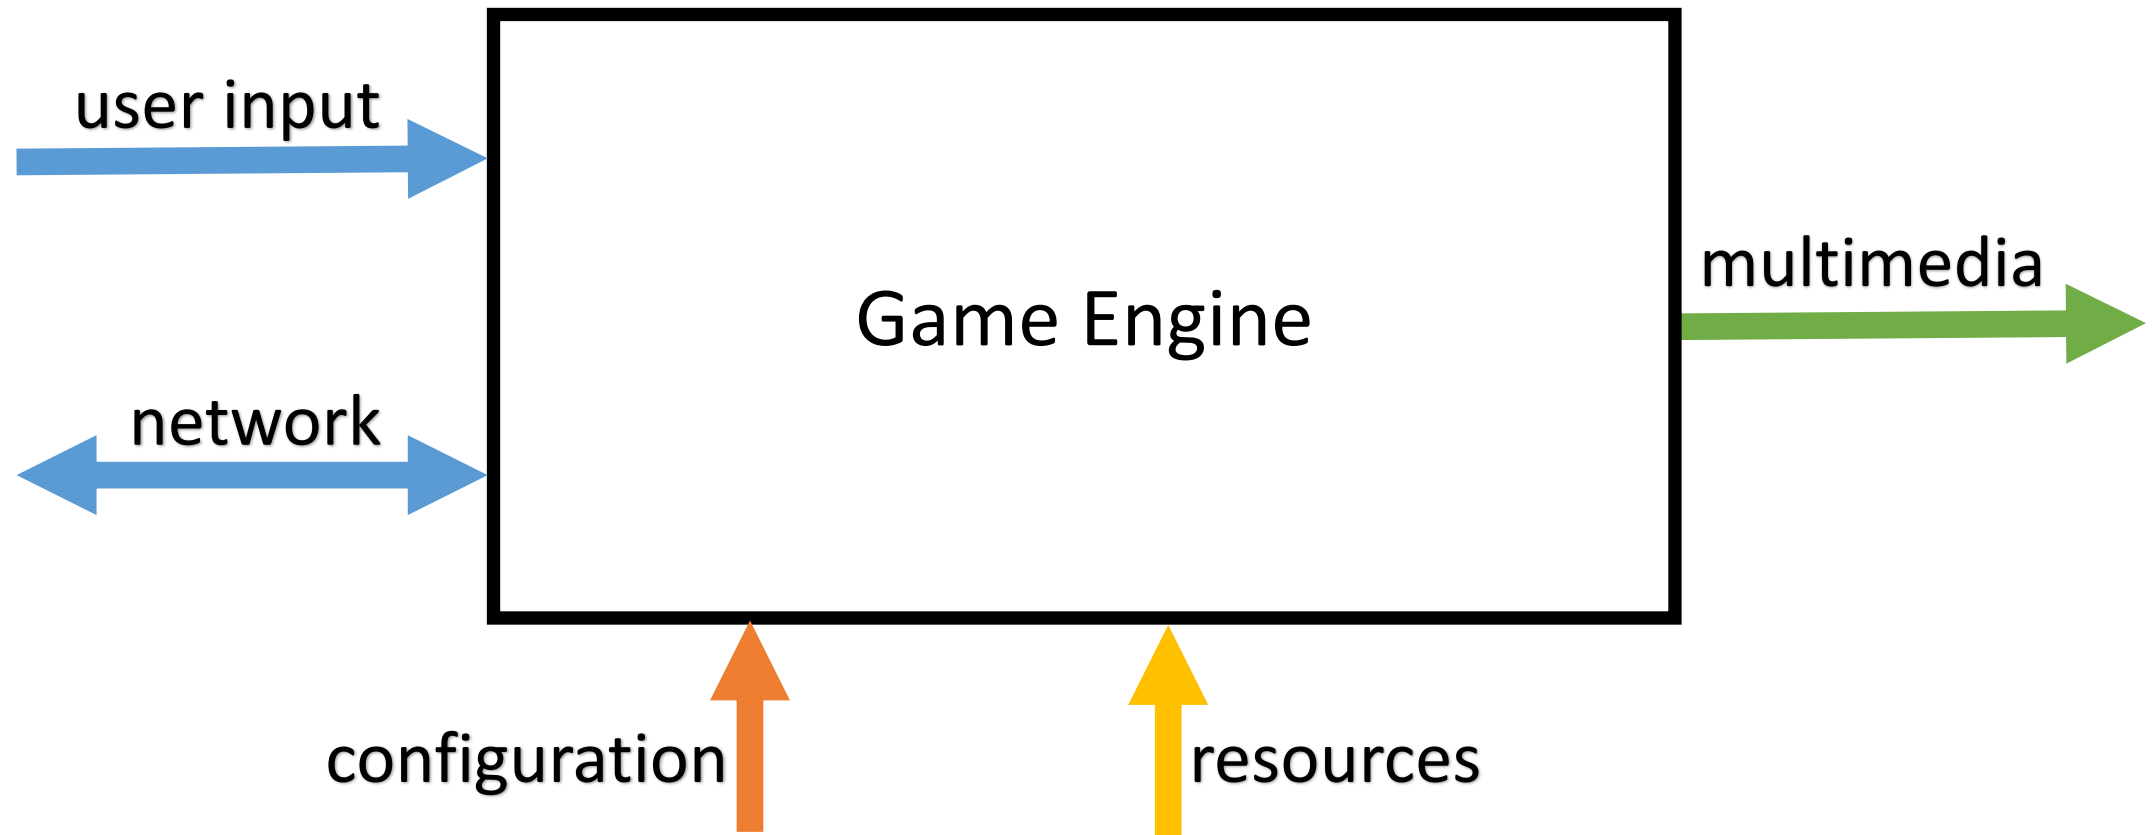 user input
multimedia
Game Engine
network
configuration
resources